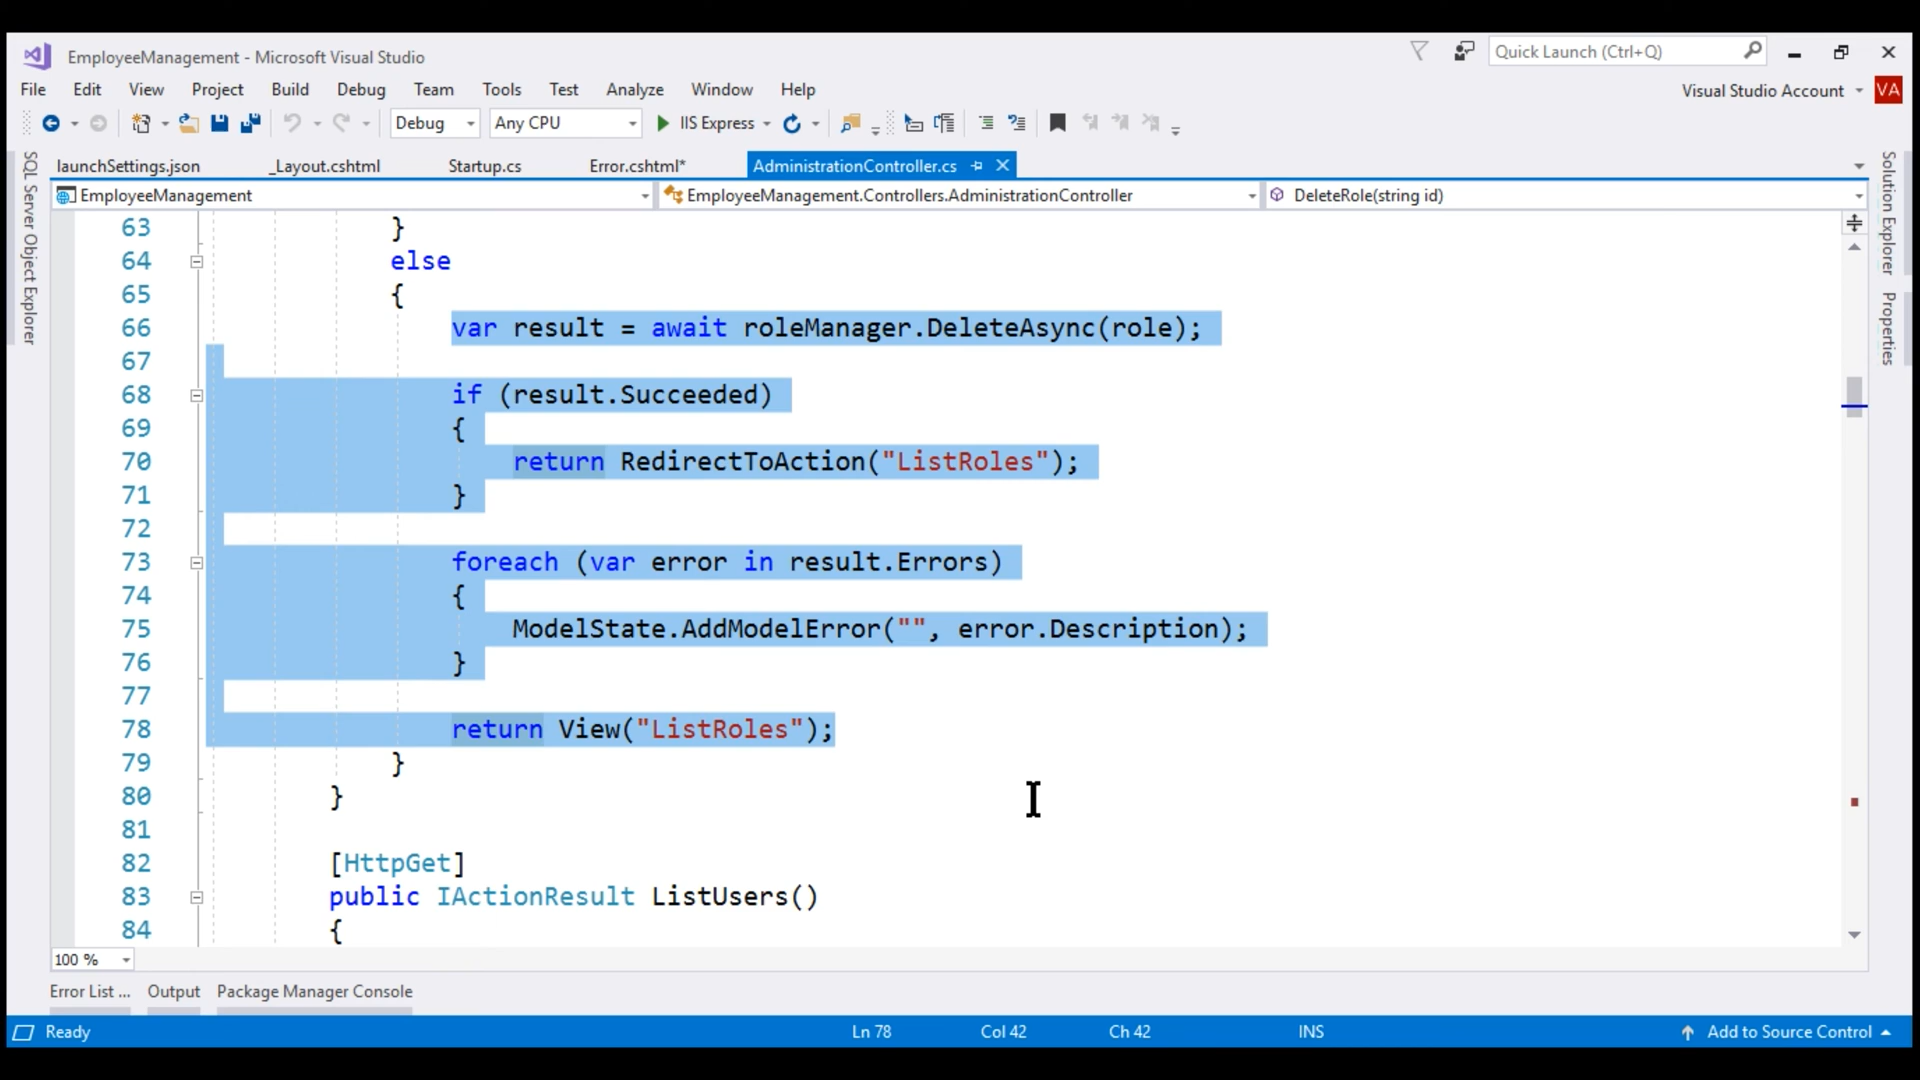 EmployeeManagement - Microsoft Visual Studio
Quick Launch (Ctrl+Q)
File Edit View Project Build Debug Team Tools Test Analyze Window Help
Visual Studio Account VA
Debug Any CPU IIS Express
launchSettings.json _Layout.cshtml Startup.cs Error.cshtml* AdministrationController.cs
EmployeeManagement EmployeeManagement.Controllers.AdministrationController DeleteRole(string id)
SQL Server Object Explorer
Solution Explorer
Properties
63 }
64 else
65 {
66 var result = await roleManager.DeleteAsync(role);
67
68 if (result.Succeeded)
69 {
70 return RedirectToAction("ListRoles");
71 }
72
73 foreach (var error in result.Errors)
74 {
75 ModelState.AddModelError("", error.Description);
76 }
77
78 return View("ListRoles");
79 }
80 }
81
82 [HttpGet]
83 public IActionResult ListUsers()
84 {
100 %
Error List ... Output Package Manager Console
Ready Ln 78 Col 42 Ch 42 INS Add to Source Control